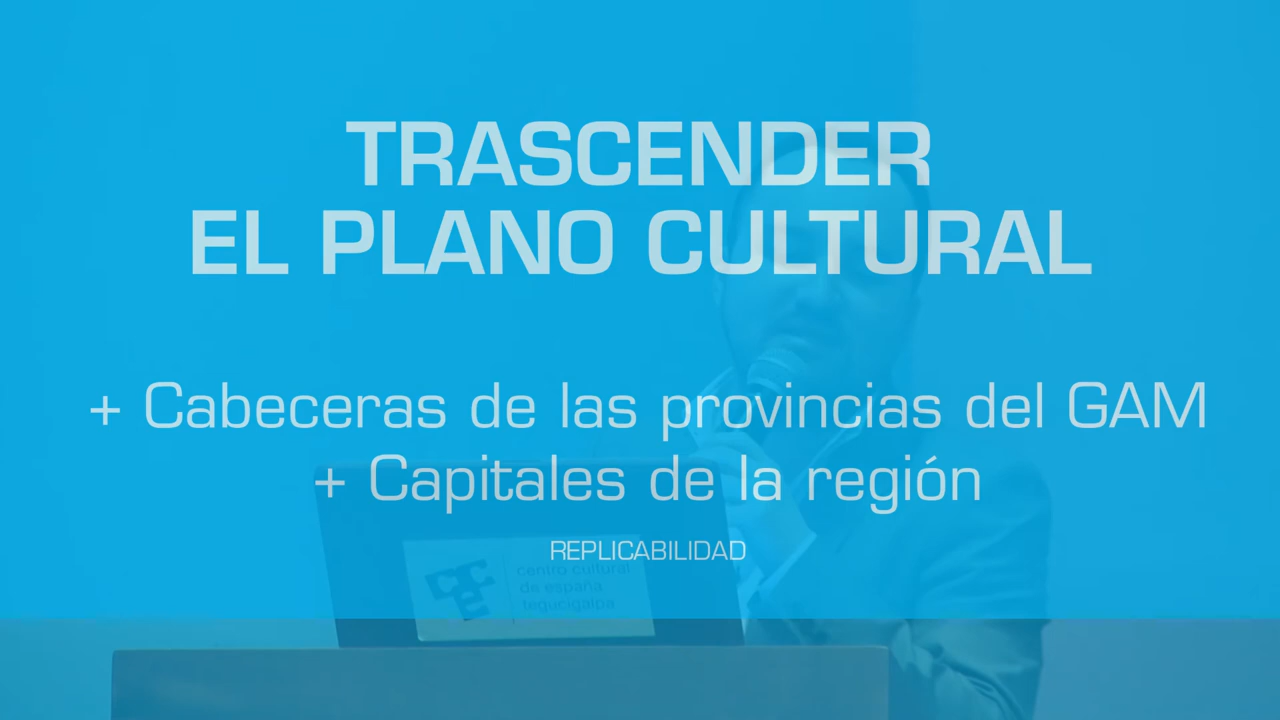 TRASCENDER
EL PLANO CULTURAL
+ Cabeceras de las provincias del GAM
+ Capitales de la región
REPLICABILIDAD
CCE
centro cultural
de españa
tegucigalpa